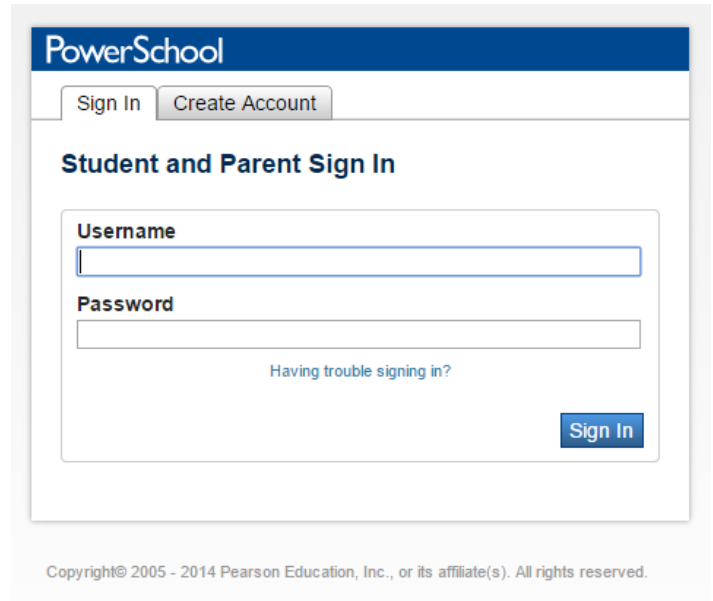 PowerSchool
Sign In Create Account
Student and Parent Sign In
Username
Password
Having trouble signing in?
Sign In
Copyright© 2005 - 2014 Pearson Education, Inc., or its affiliate(s). All rights reserved.